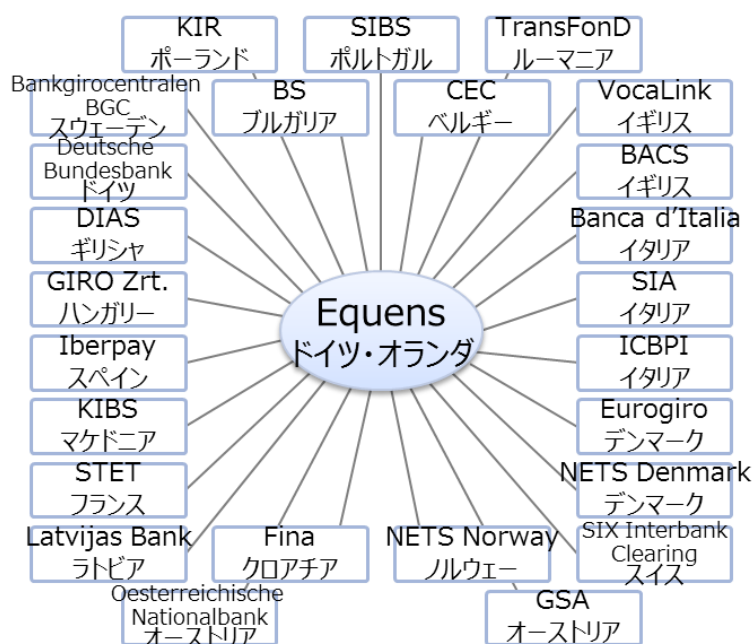 KIR
ポーランド
SIBS
ポルトガル
TransFonD
ルーマニア
Bankgirocentralen
BGC
スウェーデン
BS
ブルガリア
CEC
ベルギー
VocaLink
イギリス
Deutsche
Bundesbank
ドイツ
BACS
イギリス
DIAS
ギリシャ
Banca d'Italia
イタリア
GIRO Zrt.
ハンガリー
Equens
ドイツ・オランダ
SIA
イタリア
Iberpay
スペイン
ICBPI
イタリア
KIBS
マケドニア
Eurogiro
デンマーク
STET
フランス
NETS Denmark
デンマーク
Latvijas Bank
ラトビア
Fina
クロアチア
NETS Norway
ノルウェー
SIX Interbank
Clearing
スイス
Oesterreichische
Nationalbank
オーストリア
GSA
オーストリア